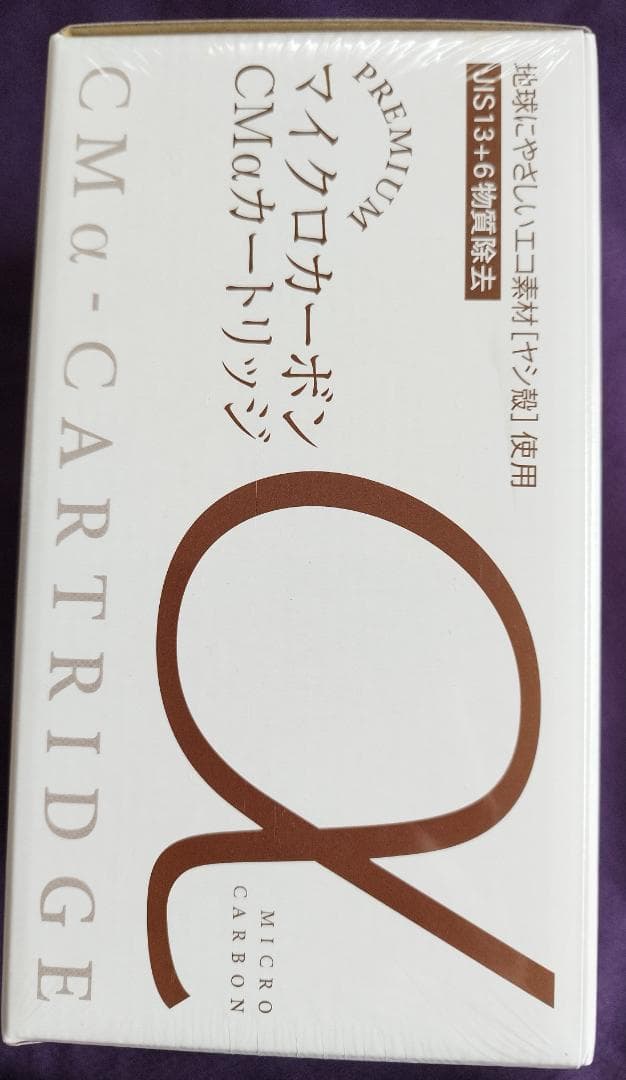 地球にやさしいエコ素材[ヤシ殻]使用
JIS13+6物質除去
PREMIUM
マイクロカーボン
CMαカートリッジ
α
MICRO
CARBON
CMα-CARTRIDGE